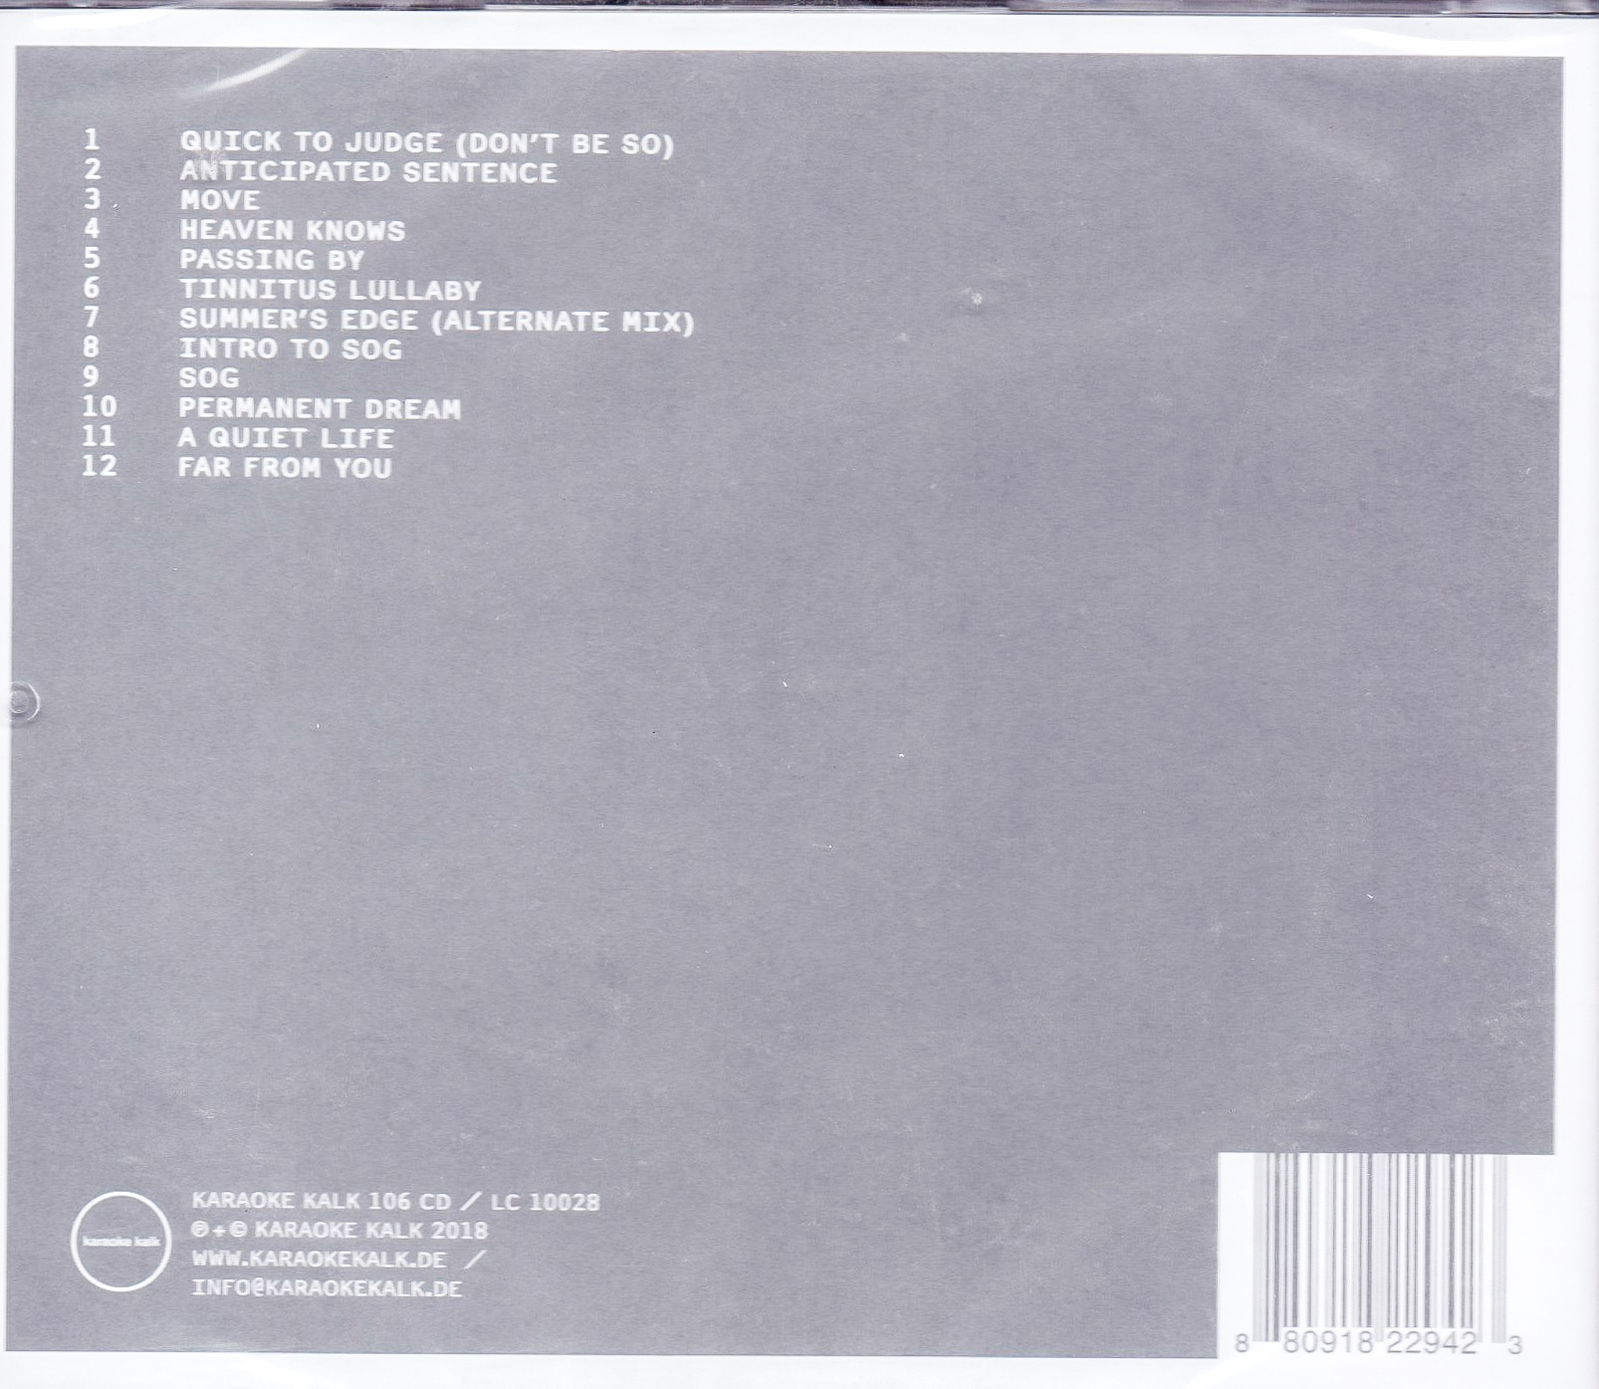 1 QUICK TO JUDGE (DON'T BE SO)
2 ANTICIPATED SENTENCE
3 MOVE
4 HEAVEN KNOWS
5 PASSING BY
6 TINNITUS LULLABY
7 SUMMER'S EDGE (ALTERNATE MIX)
8 INTRO TO SOG
9 SOG
10 PERMANENT DREAM
11 A QUIET LIFE
12 FAR FROM YOU
karaoke kalk
KARAOKE KALK 106 CD / LC 10028
℗+© KARAOKE KALK 2018
WWW.KARAOKEKALK.DE /
INFO@KARAOKEKALK.DE
8 80918 22942 3